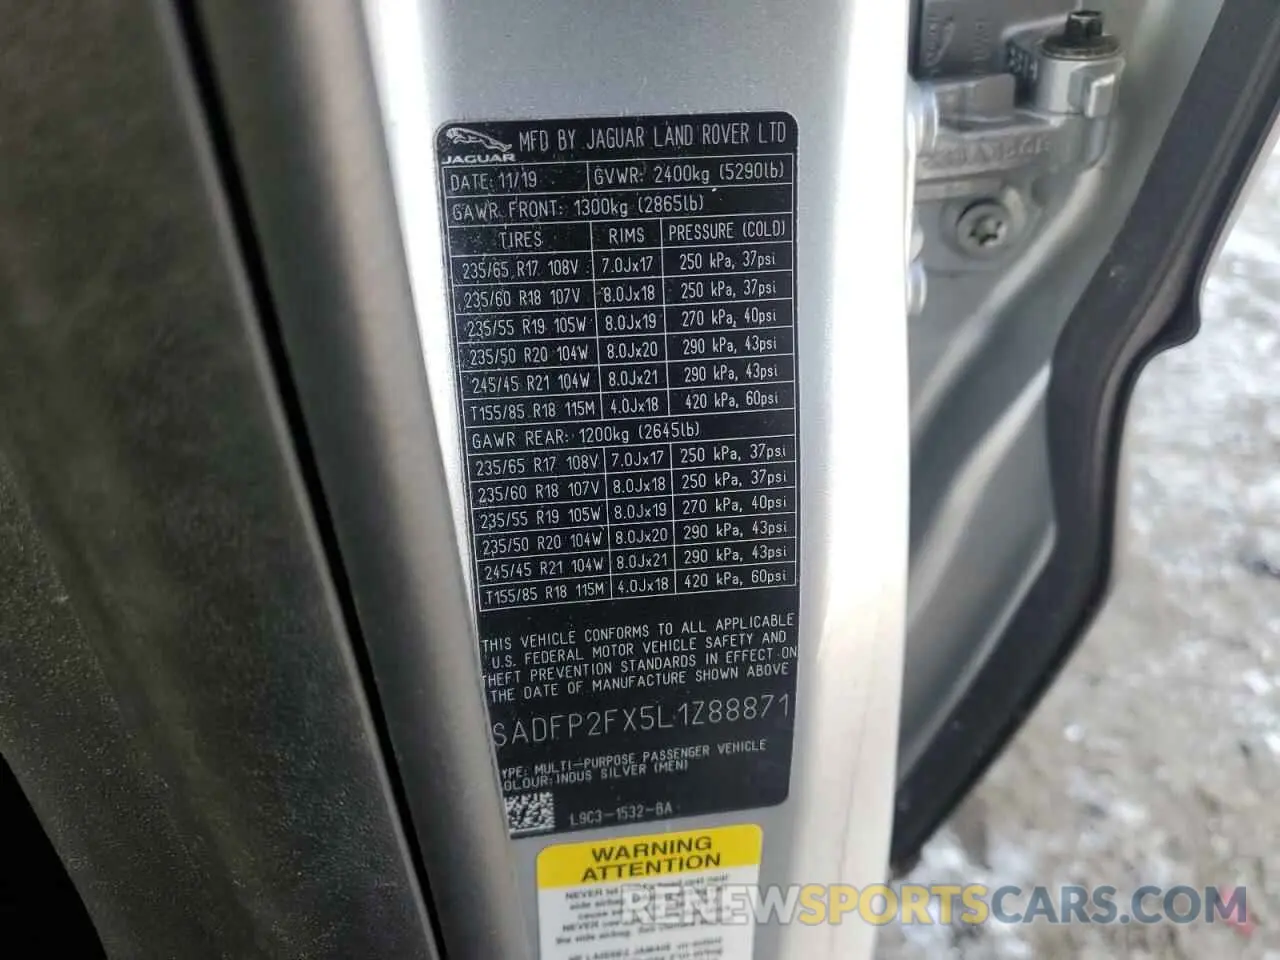 JAGUAR
MFD BY JAGUAR LAND ROVER LTD
DATE: 11/19 GVWR: 2400kg (5290lb)
GAWR FRONT: 1300kg (2865lb)
TIRES RIMS PRESSURE (COLD)
235/65 R17 108V 7.0Jx17 250 kPa, 37psi
235/60 R18 107V 8.0Jx18 250 kPa, 37psi
235/55 R19 105W 8.0Jx19 270 kPa, 40psi
235/50 R20 104W 8.0Jx20 290 kPa, 43psi
245/45 R21 104W 8.0Jx21 290 kPa, 43psi
T155/85 R18 115M 4.0Jx18 420 kPa, 60psi
GAWR REAR: 1200kg (2645lb)
235/65 R17 108V 7.0Jx17 250 kPa, 37psi
235/60 R18 107V 8.0Jx18 250 kPa, 37psi
235/55 R19 105W 8.0Jx19 270 kPa, 40psi
235/50 R20 104W 8.0Jx20 290 kPa, 43psi
245/45 R21 104W 8.0Jx21 290 kPa, 43psi
T155/85 R18 115M 4.0Jx18 420 kPa, 60psi
THIS VEHICLE CONFORMS TO ALL APPLICABLE
U.S. FEDERAL MOTOR VEHICLE SAFETY AND
THEFT PREVENTION STANDARDS IN EFFECT ON
THE DATE OF MANUFACTURE SHOWN ABOVE
SADFP2FX5L1Z88871
YPE: MULTI-PURPOSE PASSENGER VEHICLE
OLOUR: INDUS SILVER (MEN)
L9C3-1532-BA
WARNING
ATTENTION
NEVER
side
cause
NEVER
the side airbag.
RENEWSPORTSCARS.COM